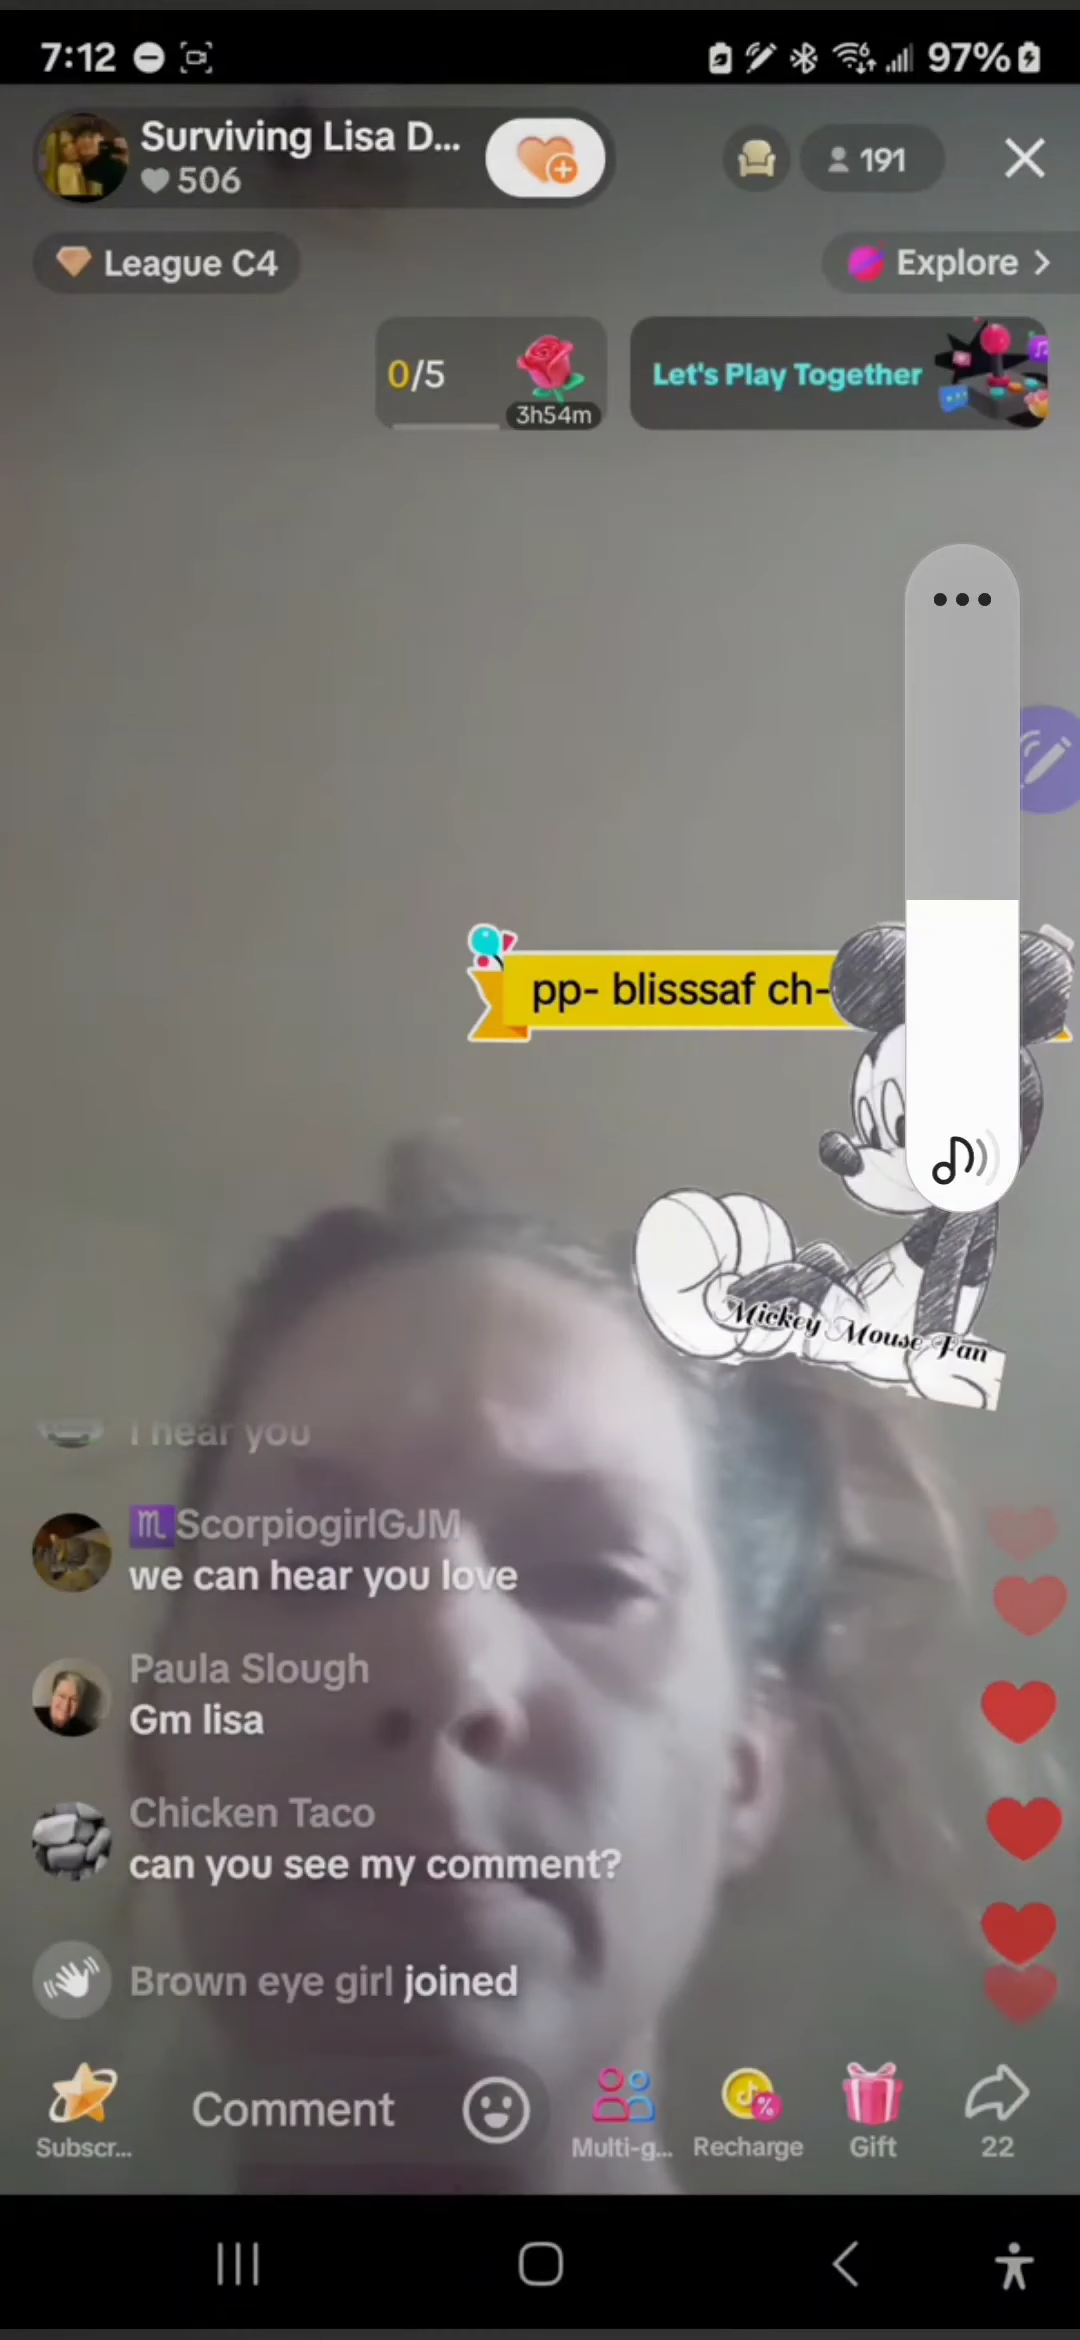 7:12
97%
Surviving Lisa D...
506
191
League C4
Explore >
0/5
3h54m
Let's Play Together
pp- blisssaf ch-
Mickey Mouse Fan
I hear you
♏ScorpiogirlGJM
we can hear you love
Paula Slough
Gm lisa
Chicken Taco
can you see my comment?
Brown eye girl joined
Comment
Subscr...
Multi-g...
Recharge
Gift
22